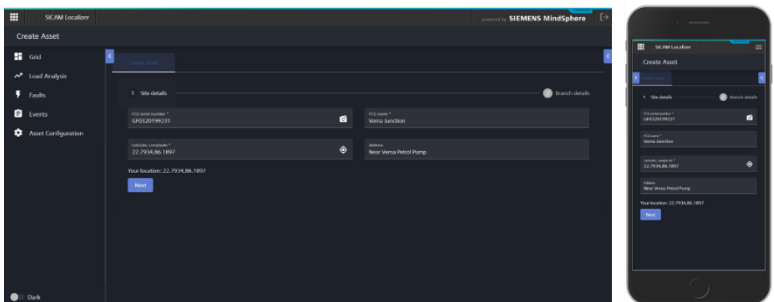 SICAM Localizer
powered by SIEMENS MindSphere
Create Asset
Grid
Load Analysis
Faults
Events
Asset Configuration
Dark
Create asset
1 Site details
2 Branch details
FCG serial number *
GF0320199231
FCG name *
Verna Junction
Latitude, Longitude *
22.7934,86.1897
Address
Near Verna Petrol Pump
Your location: 22.7934,86.1897
Next
SICAM Localizer
Create Asset
1 Site details
2 Branch details
FCG serial number *
GF0320199231
FCG name *
Verna Junction
Latitude, Longitude *
22.7934,86.1897
Address
Near Verna Petrol Pump
Your location: 22.7934,86.1897
Next